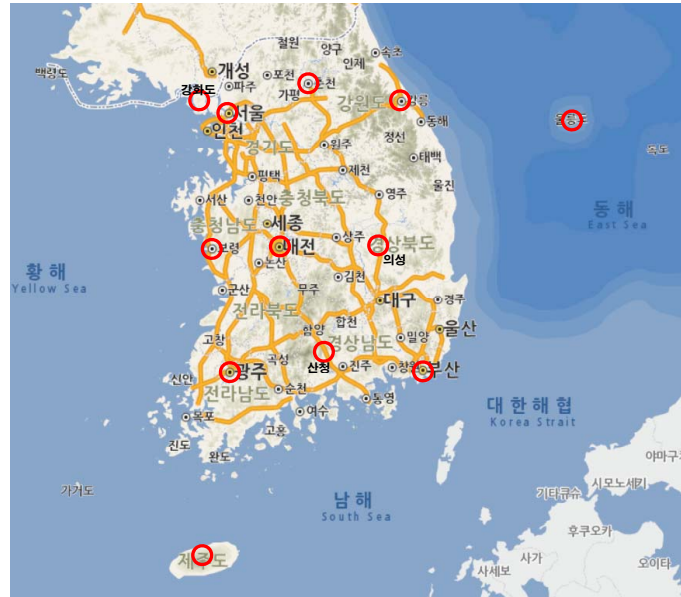 철원
양구
속초
백령도
개성
포천
인제
파주
춘천
강화도
가평
강원도
강릉
서울
울릉도
동해
인천
정선
경기도
원주
독도
태백
제천
평택
울진
서산
천안
충청북도
영주
동해
East Sea
충청남도
세종
상주
경상북도
보령
대전
의성
논산
황해
Yellow Sea
김천
군산
무주
대구
경주
전라북도
합천
울산
함양
고창
경상남도
밀양
곡성
산청
진주
창원
부산
광주
신안
전라남도
순천
통영
대한해협
Korea Strait
목포
여수
고흥
진도
완도
야마구
가거도
남해
South Sea
기타큐슈
시모노세키
후쿠오카
제주도
사가
오이타
사세보